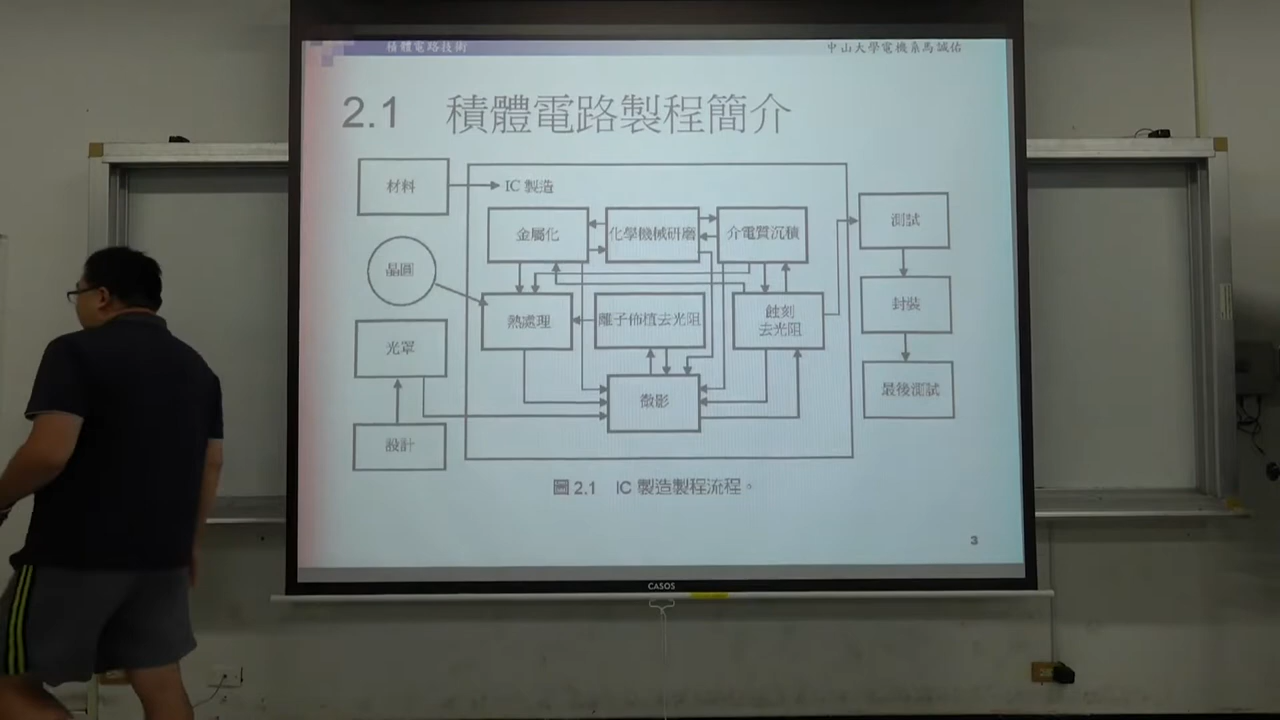 積體電路技術
中山大學電機系馬誠佑
2.1 積體電路製程簡介
材料
IC 製造
金屬化
化學機械研磨
介電質沉積
測試
晶圓
熱處理
離子佈植去光阻
蝕刻
去光阻
封裝
光罩
微影
最後測試
設計
圖 2.1 IC 製造製程流程。
3
CASOS